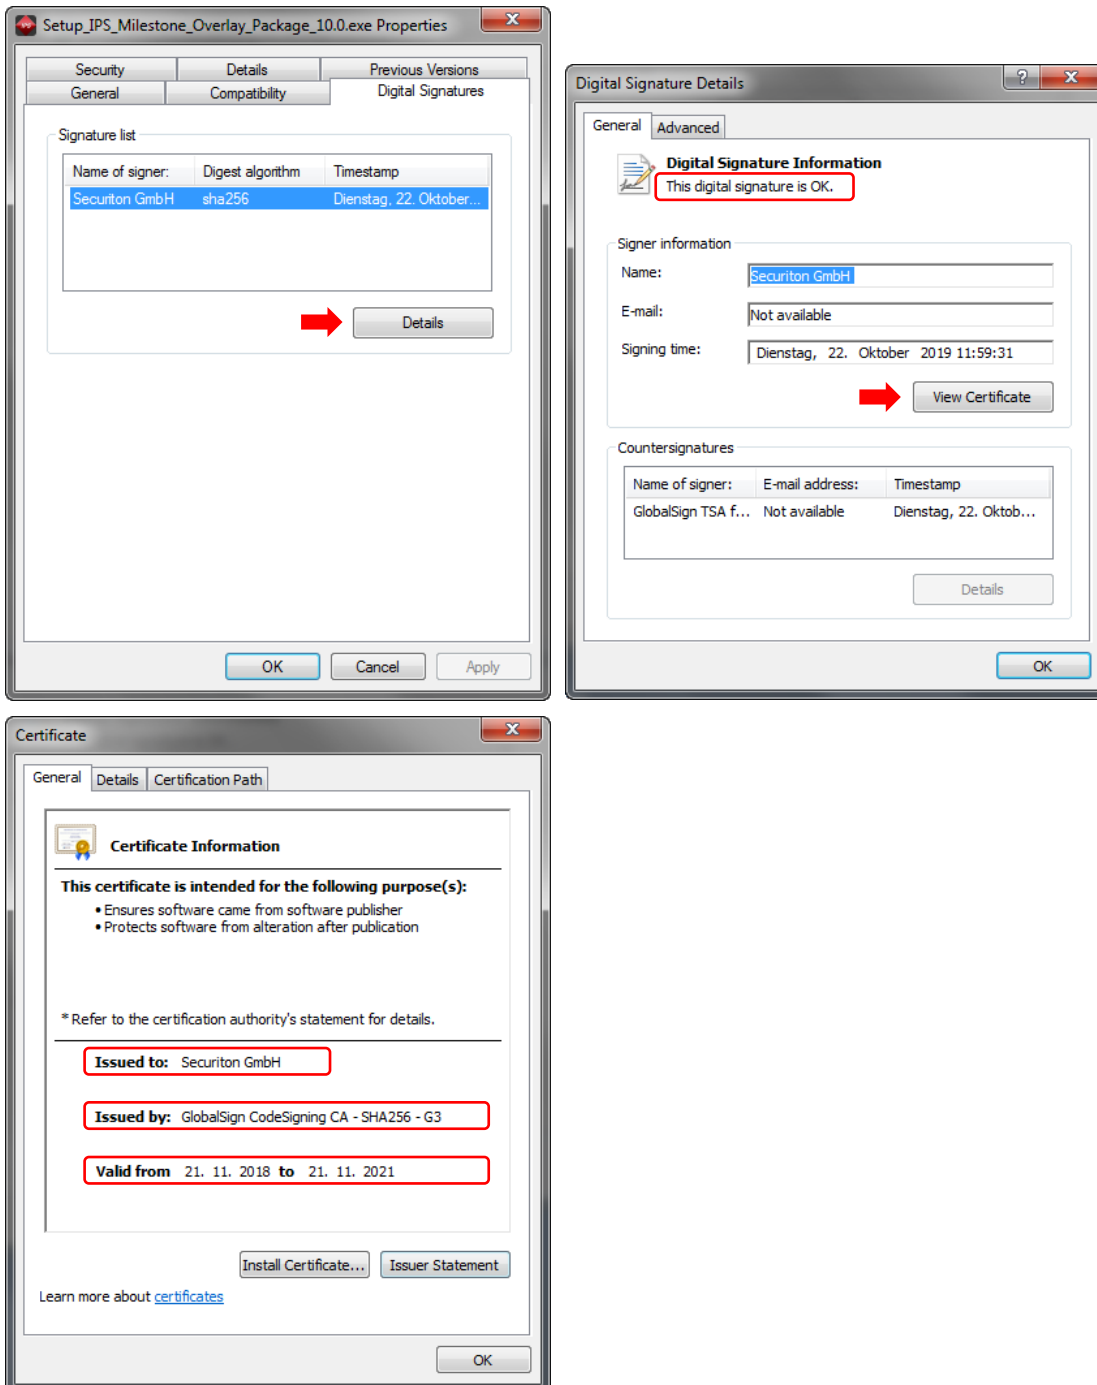 Setup_IPS_Milestone_Overlay_Package_10.0.exe Properties
Security Details Previous Versions
General Compatibility Digital Signatures
Signature list
Name of signer: Digest algorithm Timestamp
Securiton GmbH sha256 Dienstag, 22. Oktober...
Details
OK Cancel Apply
Digital Signature Details
General Advanced
Digital Signature Information
This digital signature is OK.
Signer information
Name: Securiton GmbH
E-mail: Not available
Signing time: Dienstag, 22. Oktober 2019 11:59:31
View Certificate
Countersignatures
Name of signer: E-mail address: Timestamp
GlobalSign TSA f... Not available Dienstag, 22. Oktob...
Details
OK
Certificate
General Details Certification Path
Certificate Information
This certificate is intended for the following purpose(s):
• Ensures software came from software publisher
• Protects software from alteration after publication
* Refer to the certification authority's statement for details.
Issued to: Securiton GmbH
Issued by: GlobalSign CodeSigning CA - SHA256 - G3
Valid from 21. 11. 2018 to 21. 11. 2021
Install Certificate... Issuer Statement
Learn more about certificates
OK